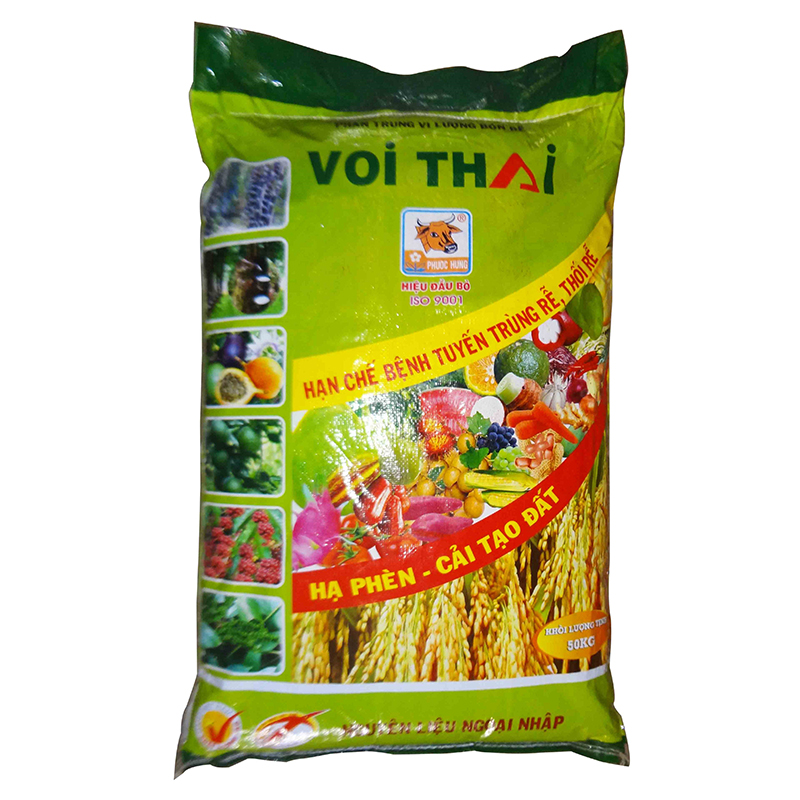 PHÂN TRUNG VI LƯỢNG BÓN RỄ
VOI THAI
®
PHUOC HUNG
HIỆU ĐẦU BÒ
ISO 9001
HẠN CHẾ BỆNH TUYẾN TRÙNG RỄ, THỐI RỄ
HẠ PHÈN - CẢI TẠO ĐẤT
KHỐI LƯỢNG TỊNH
50KG
NGUYÊN LIỆU NGOẠI NHẬP